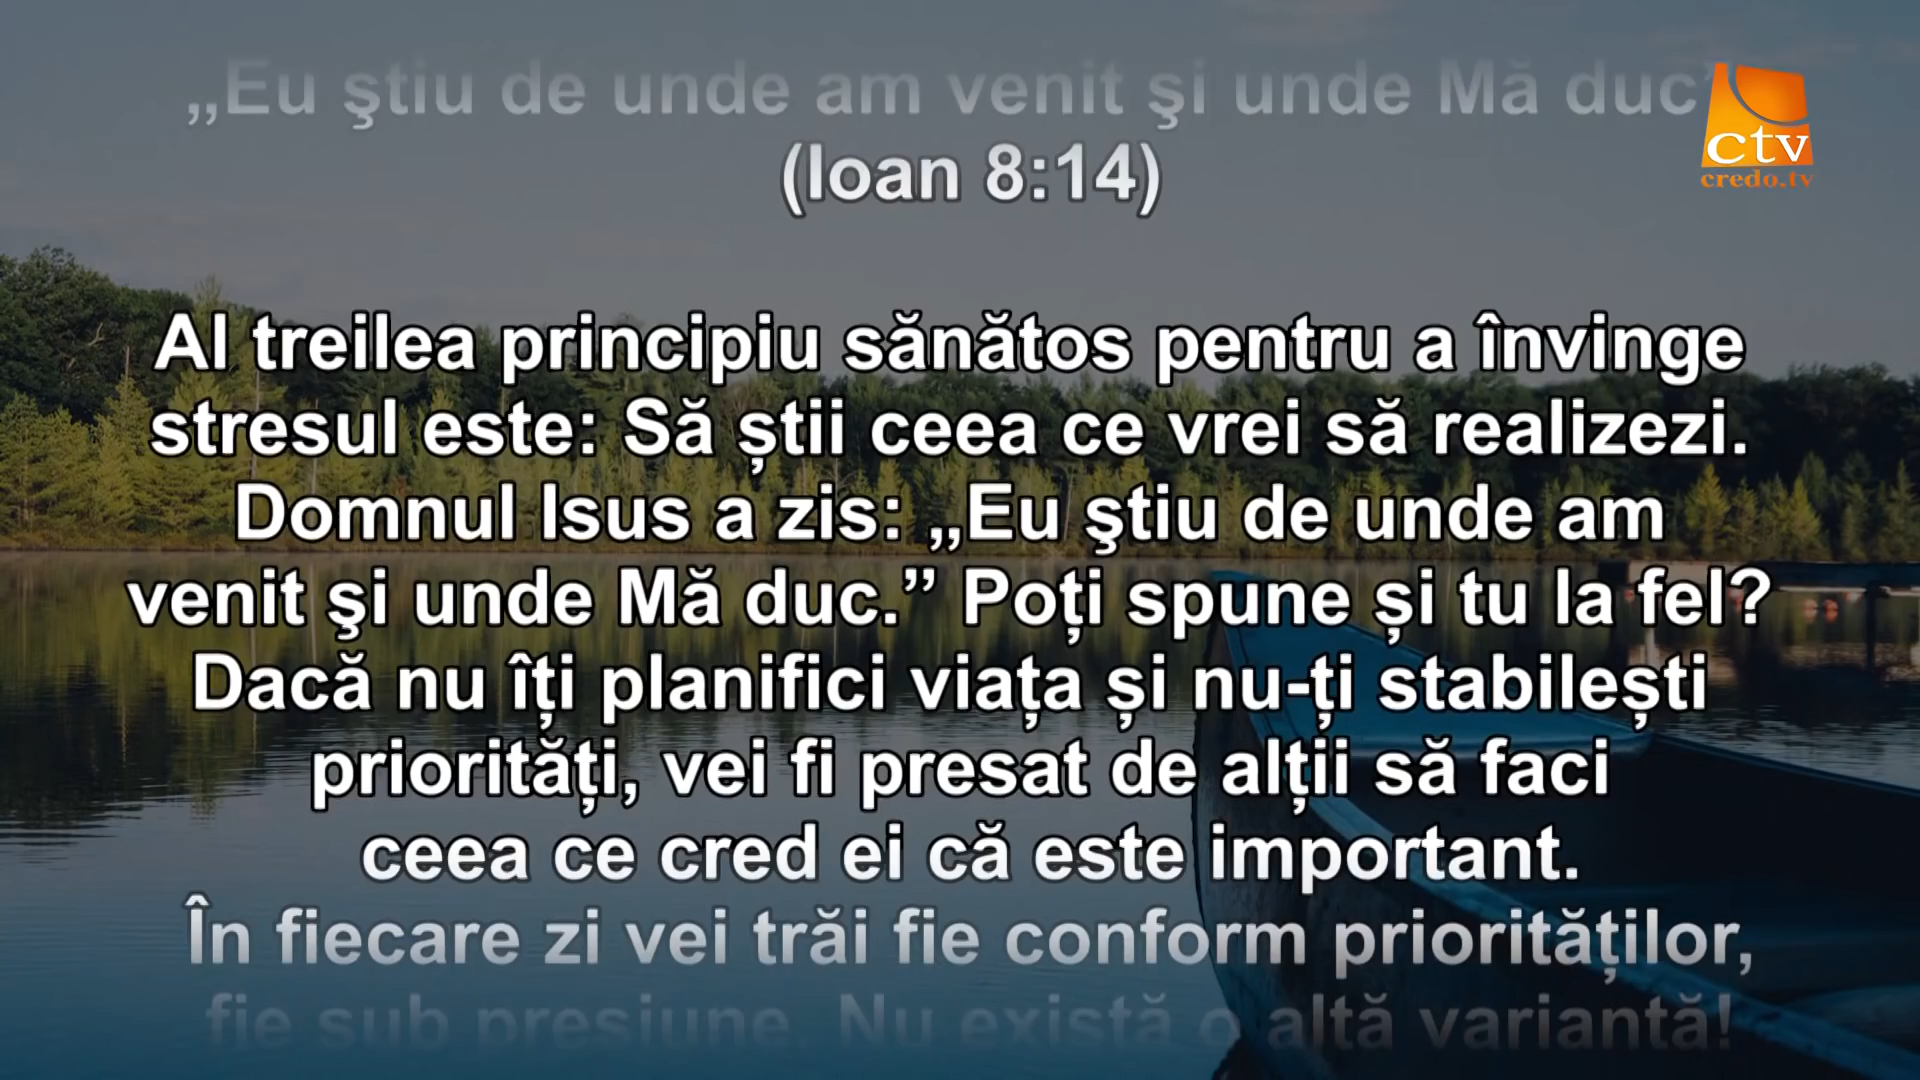 „Eu ştiu de unde am venit şi unde Mă duc”
(Ioan 8:14)
Al treilea principiu sănătos pentru a învinge
stresul este: Să știi ceea ce vrei să realizezi.
Domnul Isus a zis: „Eu ştiu de unde am
venit şi unde Mă duc.” Poți spune și tu la fel?
Dacă nu îți planifici viața și nu-ți stabilești
priorități, vei fi presat de alții să faci
ceea ce cred ei că este important.
În fiecare zi vei trăi fie conform priorităților,
fie sub presiune. Nu există o altă variantă!
ctv
credo.tv